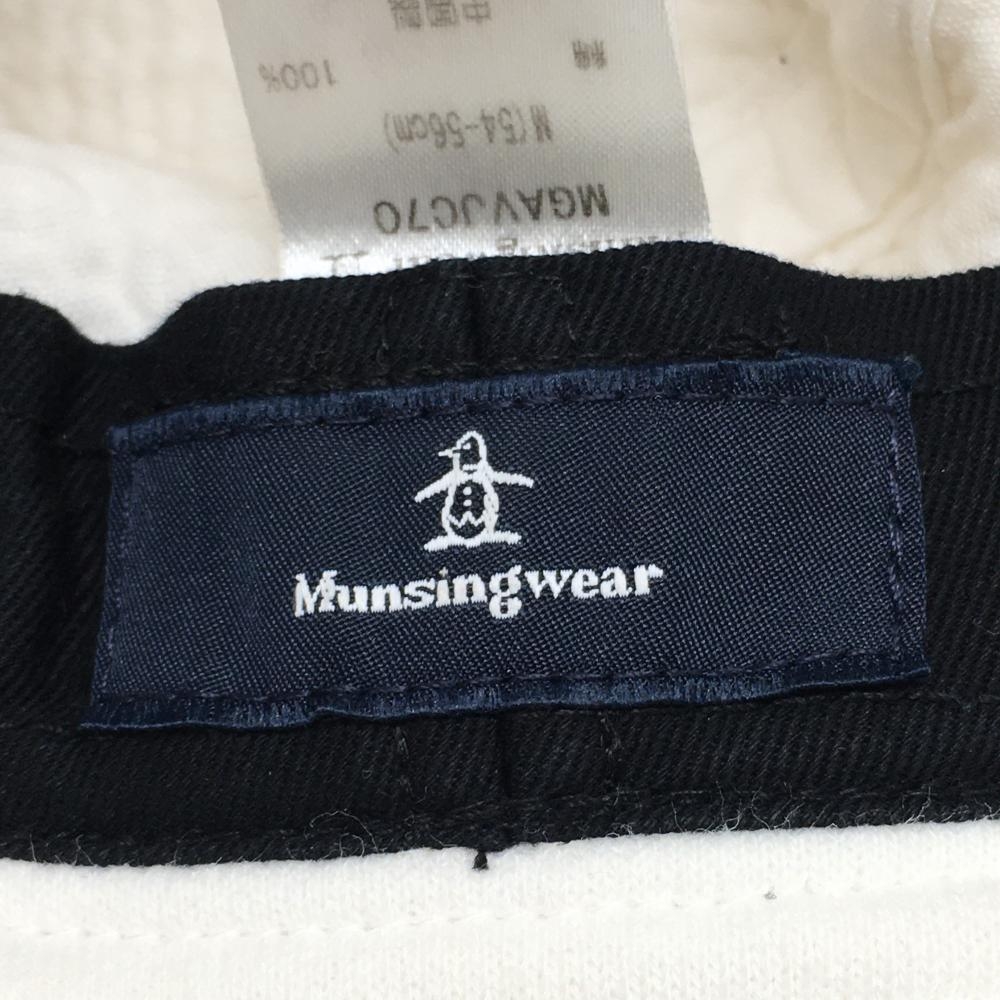 MGAVJC70
M(54-56cm)
綿 100%
中国製
Munsingwear